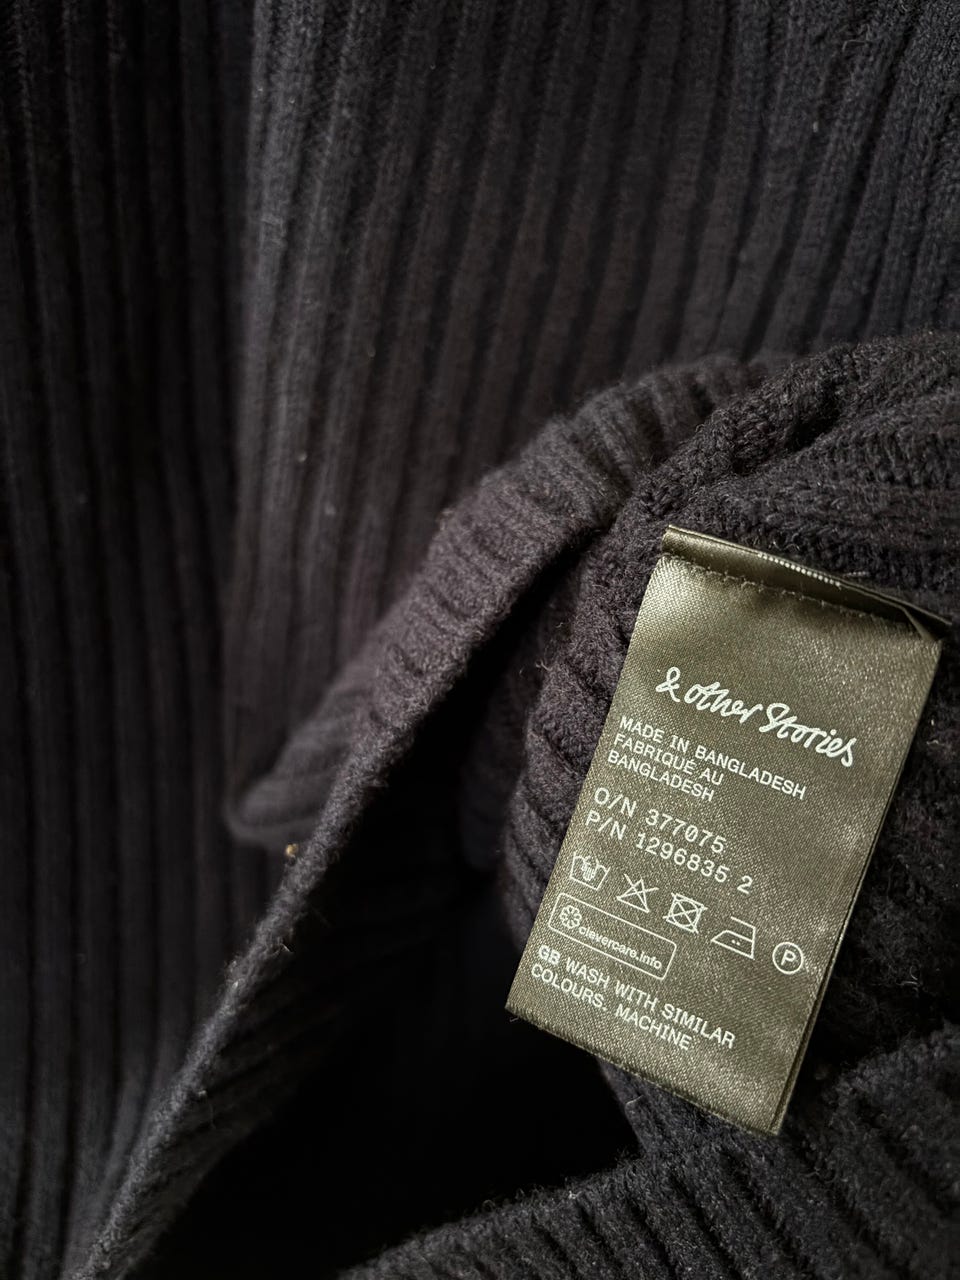 & other Stories
MADE IN BANGLADESH
FABRIQUÉ AU
BANGLADESH
O/N 377075
P/N 1296835 2
P
clevercare.info
GB WASH WITH SIMILAR
COLOURS. MACHINE